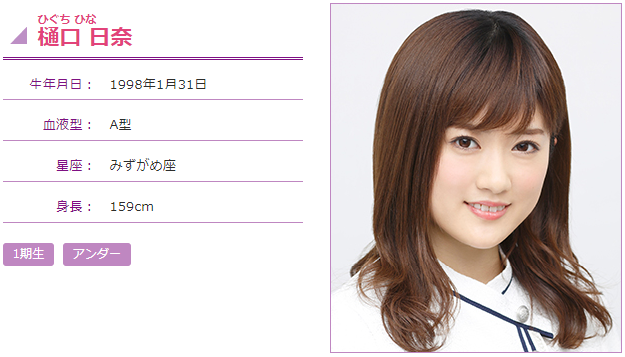 ひぐち ひな
樋口 日奈
生年月日： 1998年1月31日
血液型： A型
星座： みずがめ座
身長： 159cm
1期生 アンダー